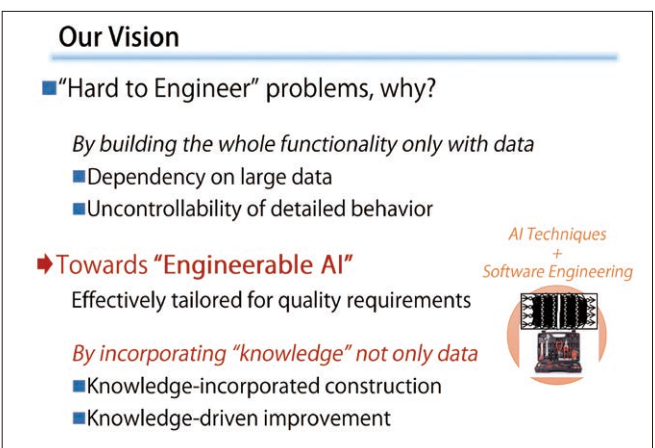 Our Vision
■“Hard to Engineer” problems, why?
By building the whole functionality only with data
■Dependency on large data
■Uncontrollability of detailed behavior
AI Techniques
+
Software Engineering
➡Towards “Engineerable AI”
Effectively tailored for quality requirements
By incorporating “knowledge” not only data
■Knowledge-incorporated construction
■Knowledge-driven improvement